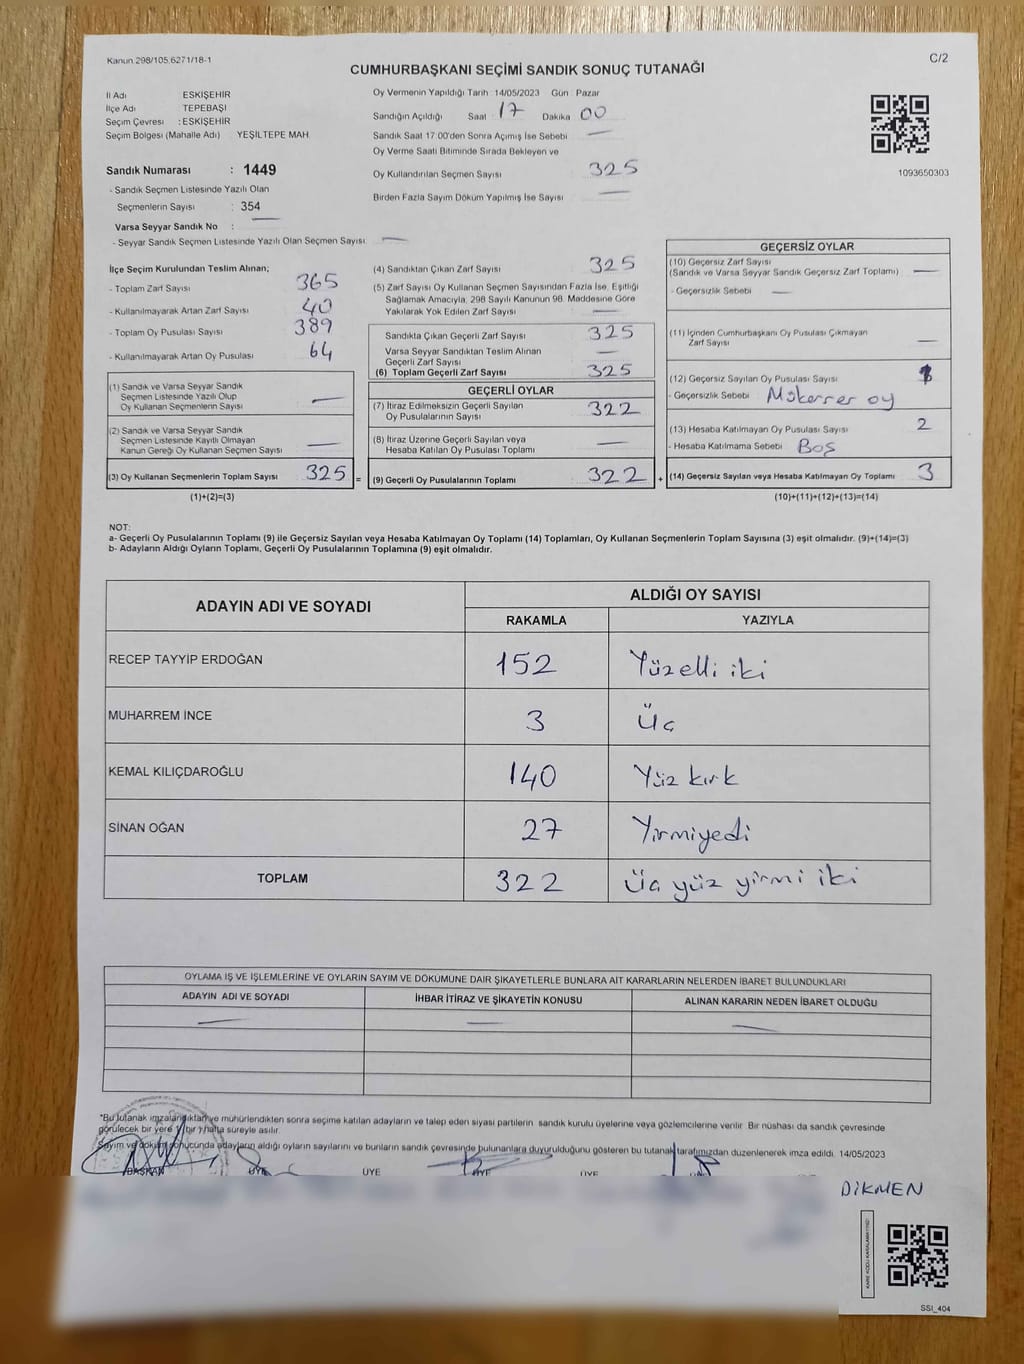 Kanun 298/105.6271/18-1
C/2
CUMHURBAŞKANI SEÇİMİ SANDIK SONUÇ TUTANAĞI
İl Adı ESKİŞEHİR
İlçe Adı : TEPEBAŞI
Seçim Çevresi : ESKİŞEHİR
Seçim Bölgesi (Mahalle Adı) YEŞİLTEPE MAH.
Sandık Numarası : 1449
- Sandık Seçmen Listesinde Yazılı Olan
Seçmenlerin Sayısı : 354
Varsa Seyyar Sandık No :
- Seyyar Sandık Seçmen Listesinde Yazılı Olan Seçmen Sayısı:
Oy Vermenin Yapıldığı Tarih 14/05/2023 Gün : Pazar
Sandığın Açıldığı Saat 17 Dakika 00
Sandık Saat 17.00'den Sonra Açılmış İse Sebebi
Oy Verme Saati Bitiminde Sırada Bekleyen ve
Oy Kullandırılan Seçmen Sayısı 325
Birden Fazla Sayım Döküm Yapılmış İse Sayısı
1093650303
İlçe Seçim Kurulundan Teslim Alınan;
- Toplam Zarf Sayısı 365
- Kullanılmayarak Artan Zarf Sayısı 40
- Toplam Oy Pusulası Sayısı 389
- Kullanılmayarak Artan Oy Pusulası 64
(1) Sandık ve Varsa Seyyar Sandık
Seçmen Listesinde Yazılı Olup
Oy Kullanan Seçmenlerin Sayısı
(2) Sandık ve Varsa Seyyar Sandık
Seçmen Listesinde Kayıtlı Olmayan
Kanun Gereği Oy Kullanan Seçmen Sayısı
(3) Oy Kullanan Seçmenlerin Toplam Sayısı 325 =
(1)+(2)=(3)
(4) Sandıktan Çıkan Zarf Sayısı 325
(5) Zarf Sayısı Oy Kullanan Seçmen Sayısından Fazla İse, Eşitliği
Sağlamak Amacıyla, 298 Sayılı Kanunun 98. Maddesine Göre
Yakılarak Yok Edilen Zarf Sayısı
Sandıkta Çıkan Geçerli Zarf Sayısı 325
Varsa Seyyar Sandıktan Teslim Alınan
Geçerli Zarf Sayısı
(6) Toplam Geçerli Zarf Sayısı 325
GEÇERLİ OYLAR
(7) İtiraz Edilmeksizin Geçerli Sayılan 322
Oy Pusulalarının Sayısı
(8) İtiraz Üzerine Geçerli Sayılan veya
Hesaba Katılan Oy Pusulası Toplamı
(9) Geçerli Oy Pusulalarının Toplamı 322 +
GEÇERSİZ OYLAR
(10) Geçersiz Zarf Sayısı
(Sandık ve Varsa Seyyar Sandık Geçersiz Zarf Toplamı)
- Geçersizlik Sebebi
(11) İçinden Cumhurbaşkanı Oy Pusulası Çıkmayan
Zarf Sayısı
(12) Geçersiz Sayılan Oy Pusulası Sayısı 1
- Geçersizlik Sebebi Mükerrer oy
(13) Hesaba Katılmayan Oy Pusulası Sayısı 2
- Hesaba Katılmama Sebebi Boş
(14) Geçersiz Sayılan veya Hesaba Katılmayan Oy Toplamı 3
(10)+(11)+(12)+(13)=(14)
NOT:
a- Geçerli Oy Pusulalarının Toplamı (9) ile Geçersiz Sayılan veya Hesaba Katılmayan Oy Toplamı (14) Toplamları, Oy Kullanan Seçmenlerin Toplam Sayısına (3) eşit olmalıdır. (9)+(14)=(3)
b- Adayların Aldığı Oyların Toplamı, Geçerli Oy Pusulalarının Toplamına (9) eşit olmalıdır.
ADAYIN ADI VE SOYADI
ALDIĞI OY SAYISI
RAKAMLA YAZIYLA
RECEP TAYYİP ERDOĞAN 152 Yüzelli iki
MUHARREM İNCE 3 Üç
KEMAL KILIÇDAROĞLU 140 Yüz kırk
SİNAN OĞAN 27 Yirmiyedi
TOPLAM 322 Üç yüz yirmi iki
OYLAMA İŞ VE İŞLEMLERİNE VE OYLARIN SAYIM VE DÖKÜMÜNE DAİR ŞİKAYETLERLE BUNLARA AİT KARARLARIN NELERDEN İBARET BULUNDUKLARI
ADAYIN ADI VE SOYADI İHBAR İTİRAZ VE ŞİKAYETİN KONUSU ALINAN KARARIN NEDEN İBARET OLDUĞU
*Bu tutanak imzalandıktan ve mühürlendikten sonra seçime katılan adayların ve talep eden siyasi partilerin sandık kurulu üyelerine veya gözlemcilerine verilir. Bir nüshası da sandık çevresinde
görülecek bir yere 1 bir hafta süreyle asılır.
Sayım ve döküm sonucunda adayların aldığı oyların sayılarını ve bunların sandık çevresinde bulunanlara duyurulduğunu gösteren bu tutanak tarafımızdan düzenlenerek imza edildi. 14/05/2023
BAŞKAN ÜYE ÜYE ÜYE ÜYE
DİKMEN
SSI_404